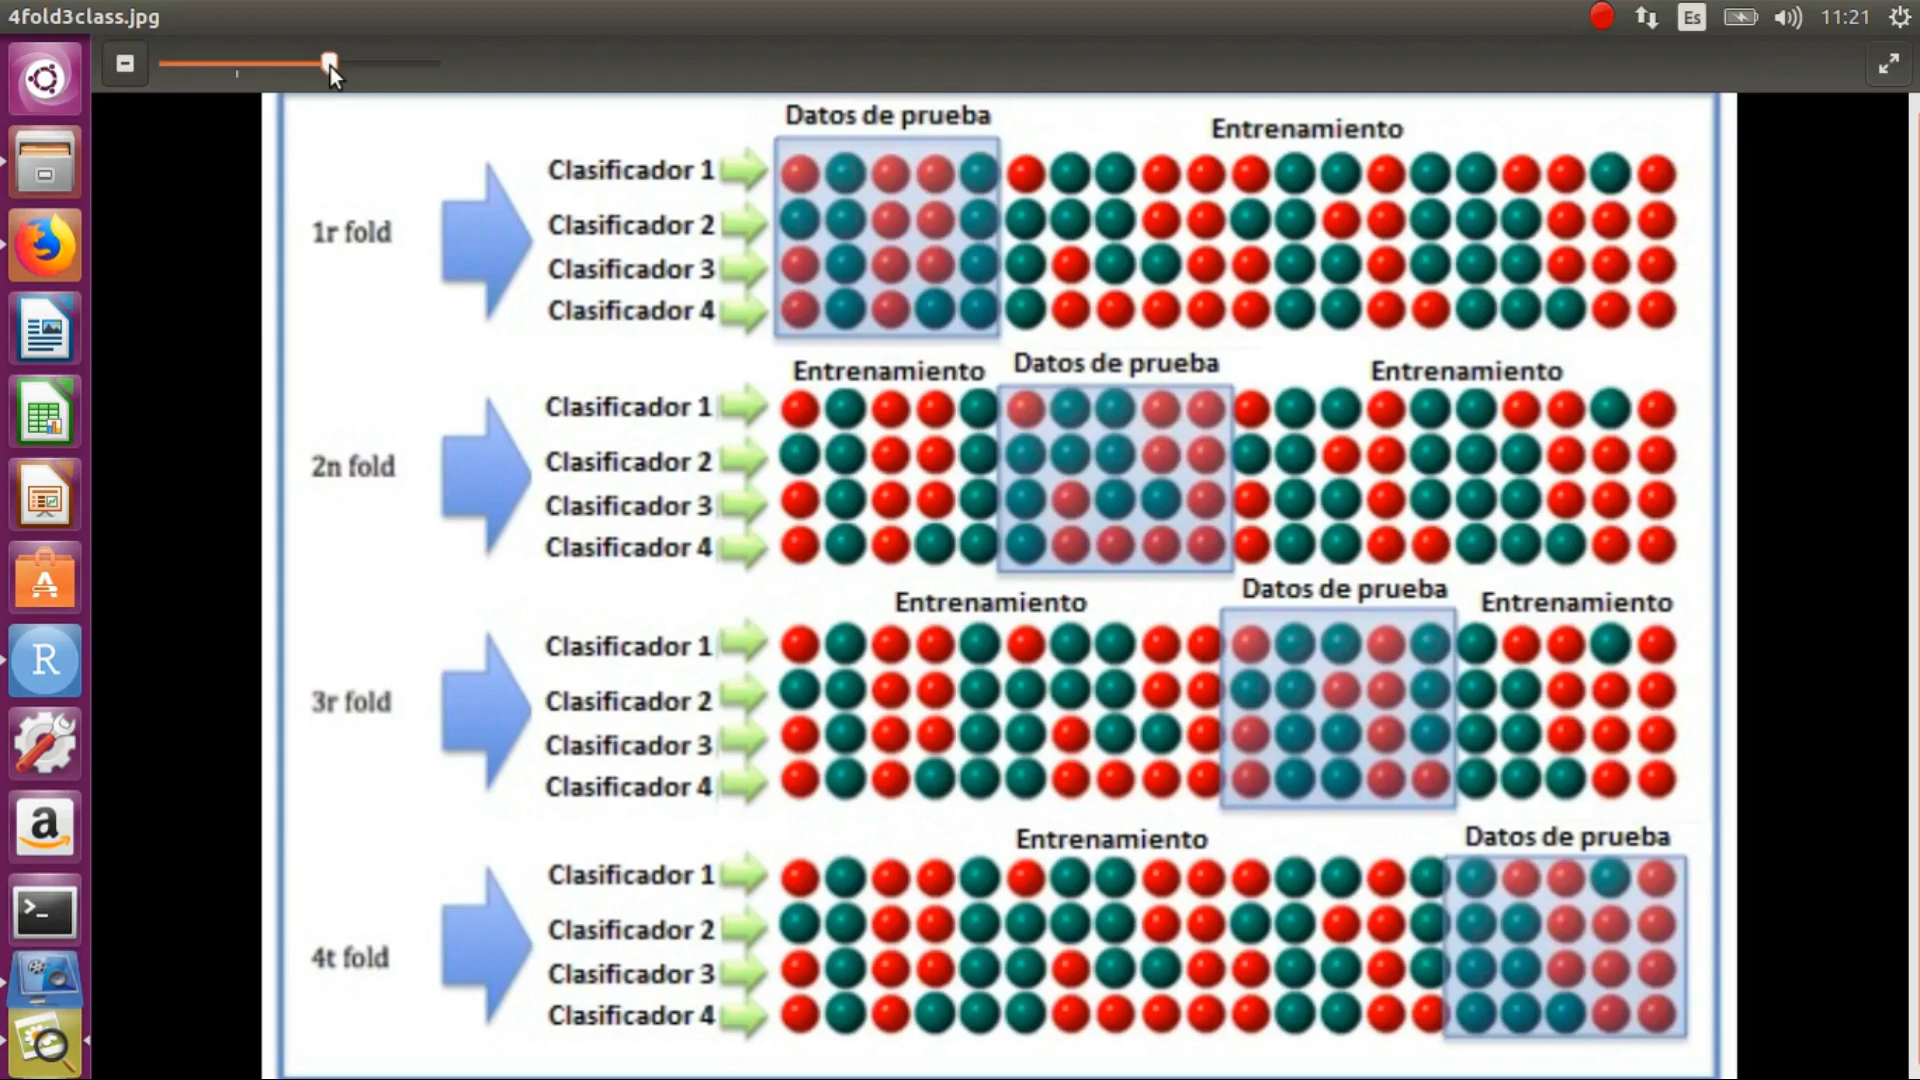 4fold3class.jpg
Es
11:21
Datos de prueba
Entrenamiento
1r fold
Clasificador 1
Clasificador 2
Clasificador 3
Clasificador 4
Entrenamiento
Datos de prueba
Entrenamiento
2n fold
Clasificador 1
Clasificador 2
Clasificador 3
Clasificador 4
Entrenamiento
Datos de prueba
Entrenamiento
3r fold
Clasificador 1
Clasificador 2
Clasificador 3
Clasificador 4
Entrenamiento
Datos de prueba
4t fold
Clasificador 1
Clasificador 2
Clasificador 3
Clasificador 4
R
a